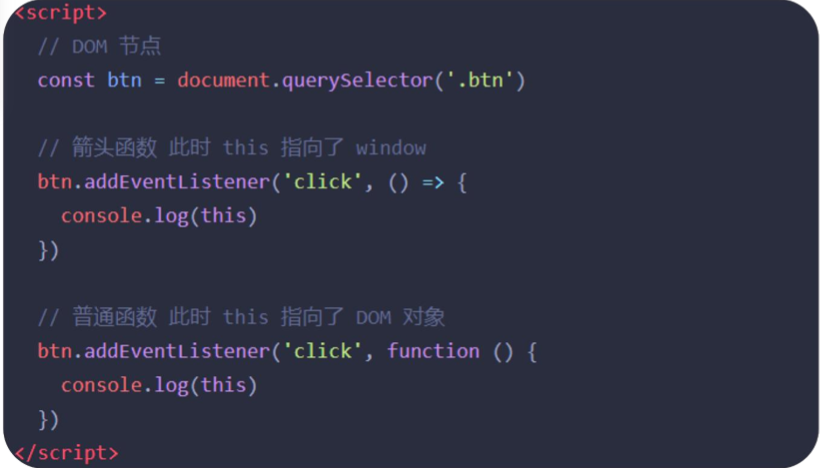 <script>
// DOM 节点
const btn = document.querySelector('.btn')
// 箭头函数 此时 this 指向了 window
btn.addEventListener('click', () => {
console.log(this)
})
// 普通函数 此时 this 指向了 DOM 对象
btn.addEventListener('click', function () {
console.log(this)
})
</script>